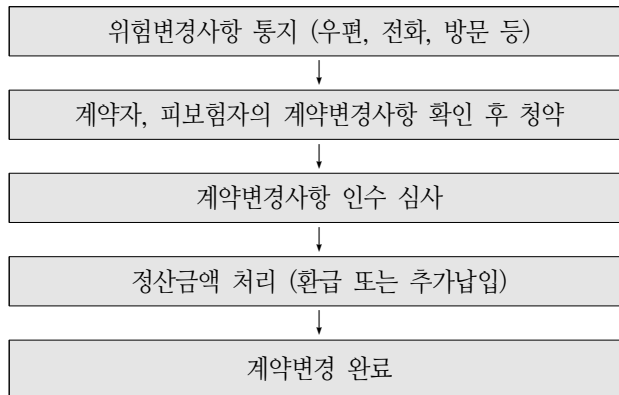 위험변경사항 통지 (우편, 전화, 방문 등)
계약자, 피보험자의 계약변경사항 확인 후 청약
계약변경사항 인수 심사
정산금액 처리 (환급 또는 추가납입)
계약변경 완료